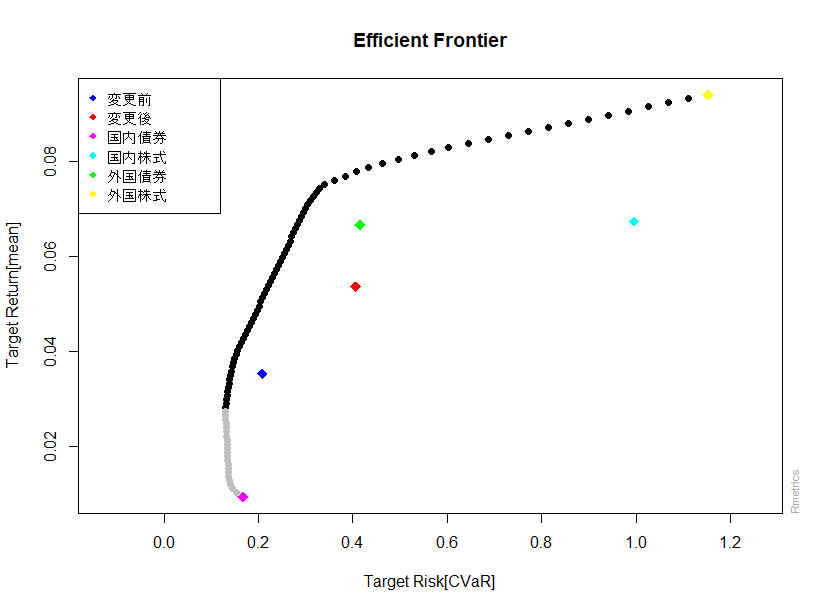 Efficient Frontier
変更前
変更後
国内債券
国内株式
外国債券
外国株式
Target Return[mean]
0.08
0.06
0.04
0.02
0.0 0.2 0.4 0.6 0.8 1.0 1.2
Target Risk[CVaR]
Rmetrics